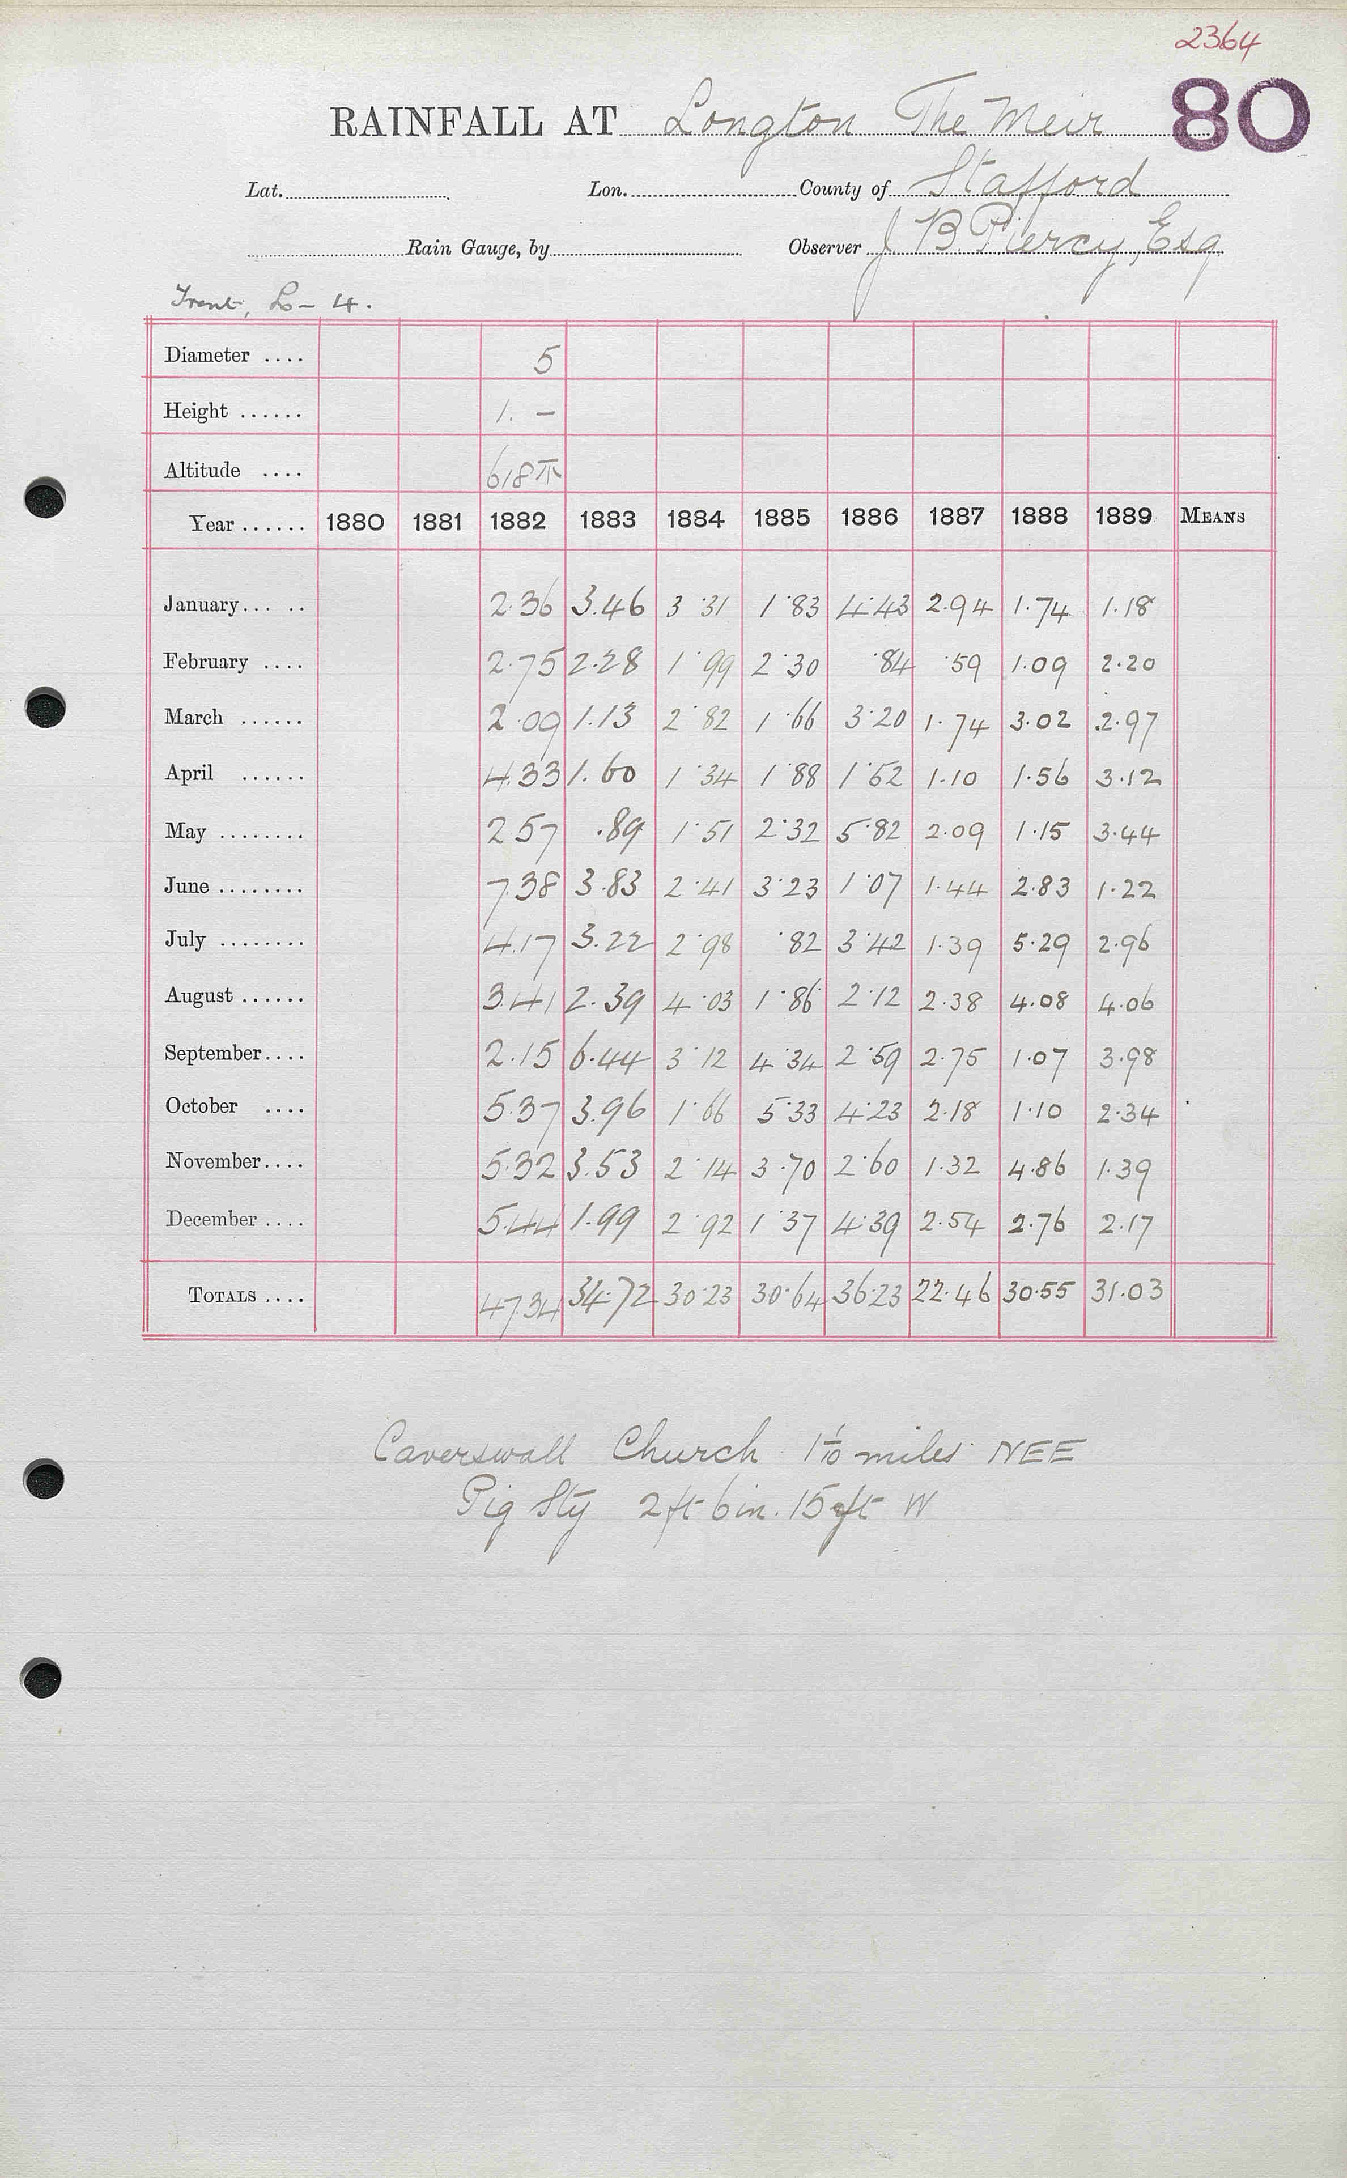 2364
80
RAINFALL AT Longton The Meir
Lat. Lon. County of Stafford
Rain Gauge, by Observer J B. Piercy, Esq
Trent, Lo - 4.
Diameter .... 5
Height ...... 1. -
Altitude .... 618
Year ...... 1880 1881 1882 1883 1884 1885 1886 1887 1888 1889 MEANS
January... .. 2.36 3.46 3.31 1.83 4.43 2.94 1.74 1.18
February .... 2.75 2.28 1.99 2.30 .84 .59 1.09 2.20
March ...... 2.09 1.13 2.82 1.66 3.20 1.74 3.02 2.97
April ...... 4.33 1.60 1.34 1.88 1.52 1.10 1.56 3.12
May ........ 2.57 .89 1.51 2.32 5.82 2.09 1.15 3.44
June ........ 7.38 3.83 2.41 3.23 1.07 1.44 2.83 1.22
July ........ 4.17 3.22 2.98 .82 3.42 1.39 5.29 2.96
August ...... 3.41 2.39 4.03 1.86 2.12 2.38 4.08 4.06
September.... 2.15 6.44 3.12 4.34 2.59 2.75 1.07 3.98
October .... 5.37 3.96 1.66 5.33 4.23 2.18 1.10 2.34
November.... 5.32 3.53 2.14 3.70 2.60 1.32 4.86 1.39
December .... 5.44 1.99 2.92 1.37 4.39 2.54 2.76 2.17
TOTALS .... 47.34 34.72 30.23 30.64 36.23 22.46 30.55 31.03
Caverswall Church 1 1/10 miles NEE
Pig Sty 2 ft 6 in. 15 ft W